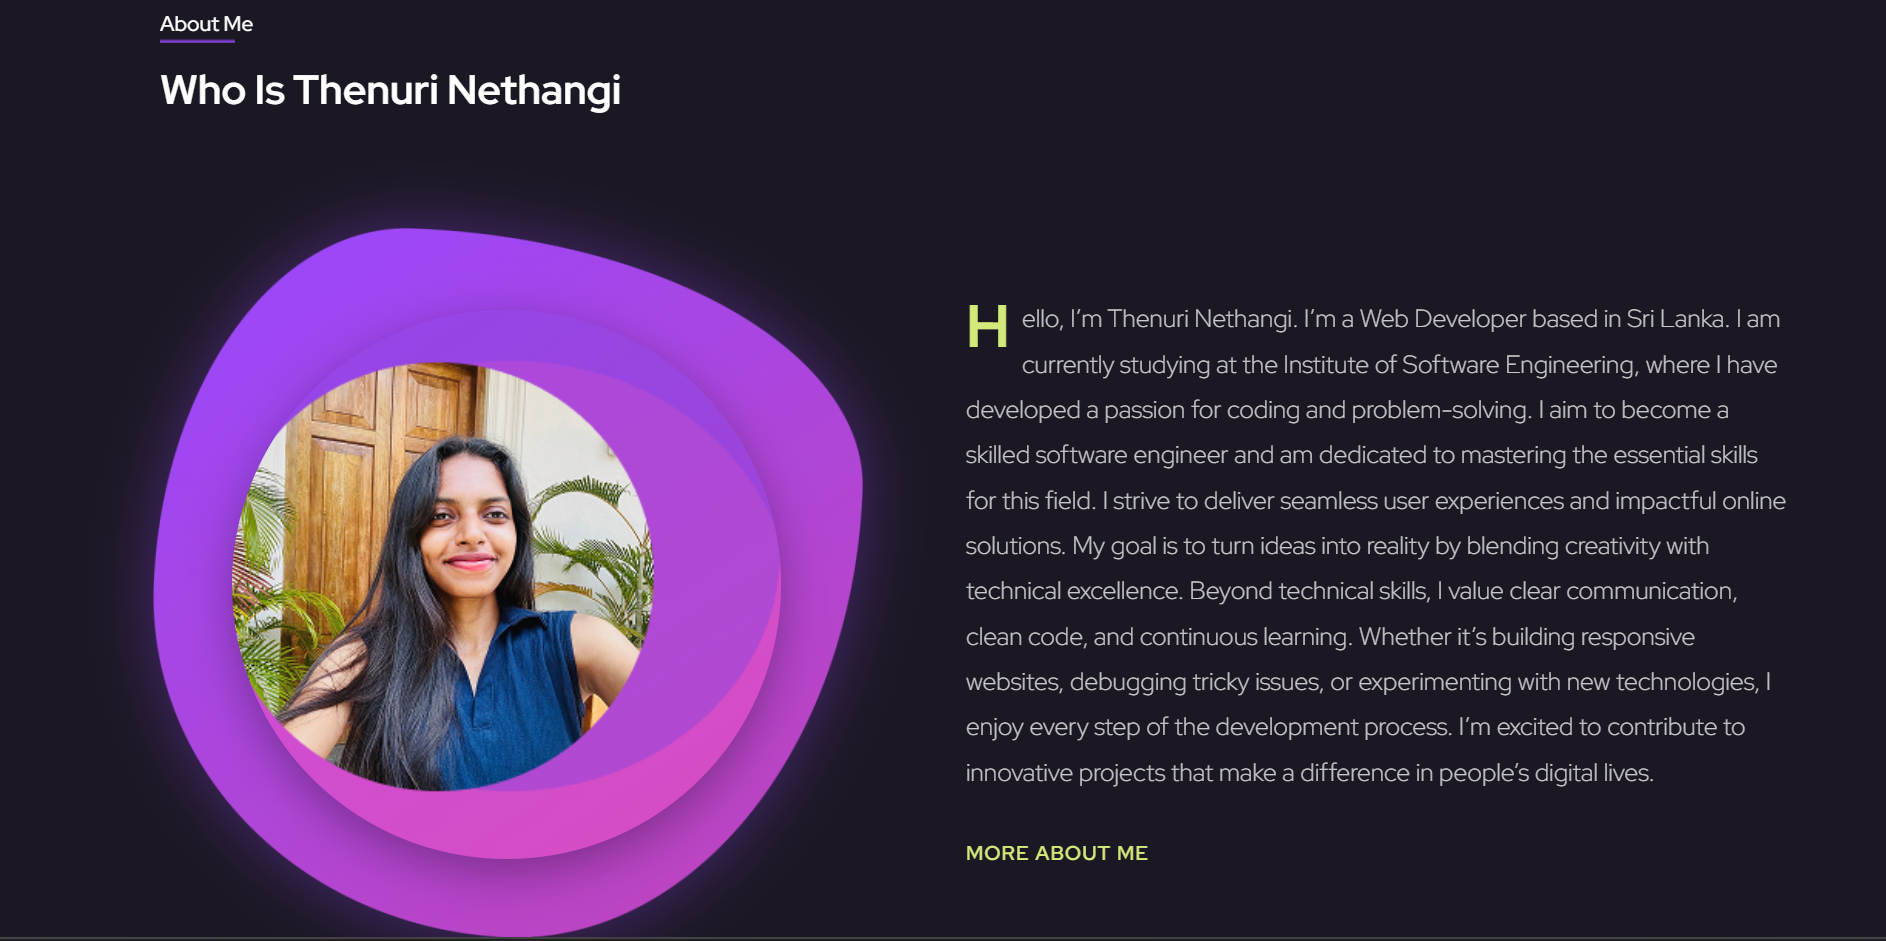 About Me
Who Is Thenuri Nethangi
Hello, I’m Thenuri Nethangi. I’m a Web Developer based in Sri Lanka. I am
currently studying at the Institute of Software Engineering, where I have
developed a passion for coding and problem-solving. I aim to become a
skilled software engineer and am dedicated to mastering the essential skills
for this field. I strive to deliver seamless user experiences and impactful online
solutions. My goal is to turn ideas into reality by blending creativity with
technical excellence. Beyond technical skills, I value clear communication,
clean code, and continuous learning. Whether it’s building responsive
websites, debugging tricky issues, or experimenting with new technologies, I
enjoy every step of the development process. I’m excited to contribute to
innovative projects that make a difference in people’s digital lives.
MORE ABOUT ME